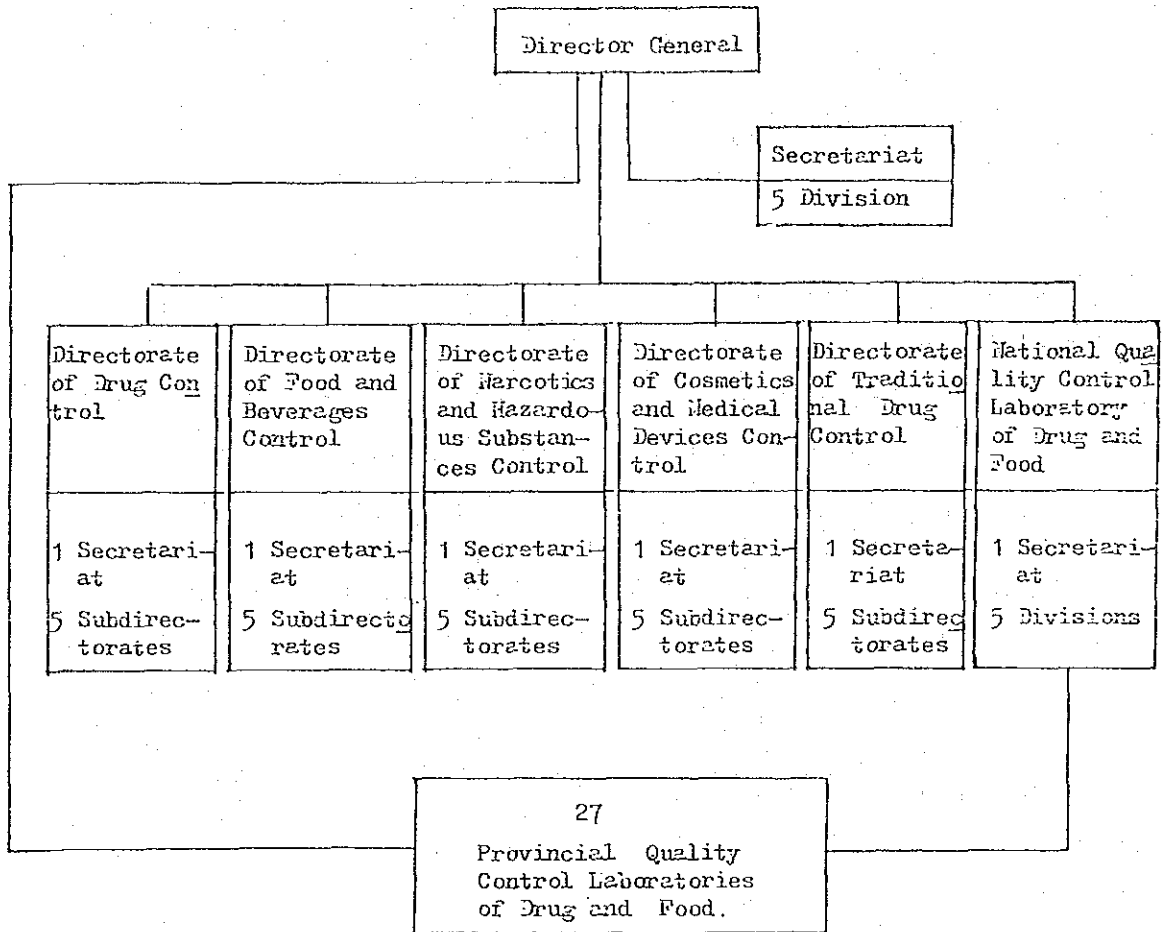 Director General
Secretariat
5 Division
Directorate
of Drug Con
trol
1 Secretari-
at
5 Subdirec-
torates
Directorate
of Food and
Beverages
Control
1 Secretari-
at
5 Subdirecto
rates
Directorate
of Narcotics
and Hazardo-
us Substan-
ces Control
1 Secretari-
at
5 Subdirec-
torates
Directorate
of Cosmetics
and Medical
Devices Con-
trol
1 Secretari-
at
5 Subdirec-
torates
Directorate
of Traditio
nal Drug
Control
1 Secreta-
riat
5 Subdirec
torates
National Qua
lity Control
Laboratory
of Drug and
Food
1 Secretari-
at
5 Divisions
27
Provincial Quality
Control Laboratories
of Drug and Food.